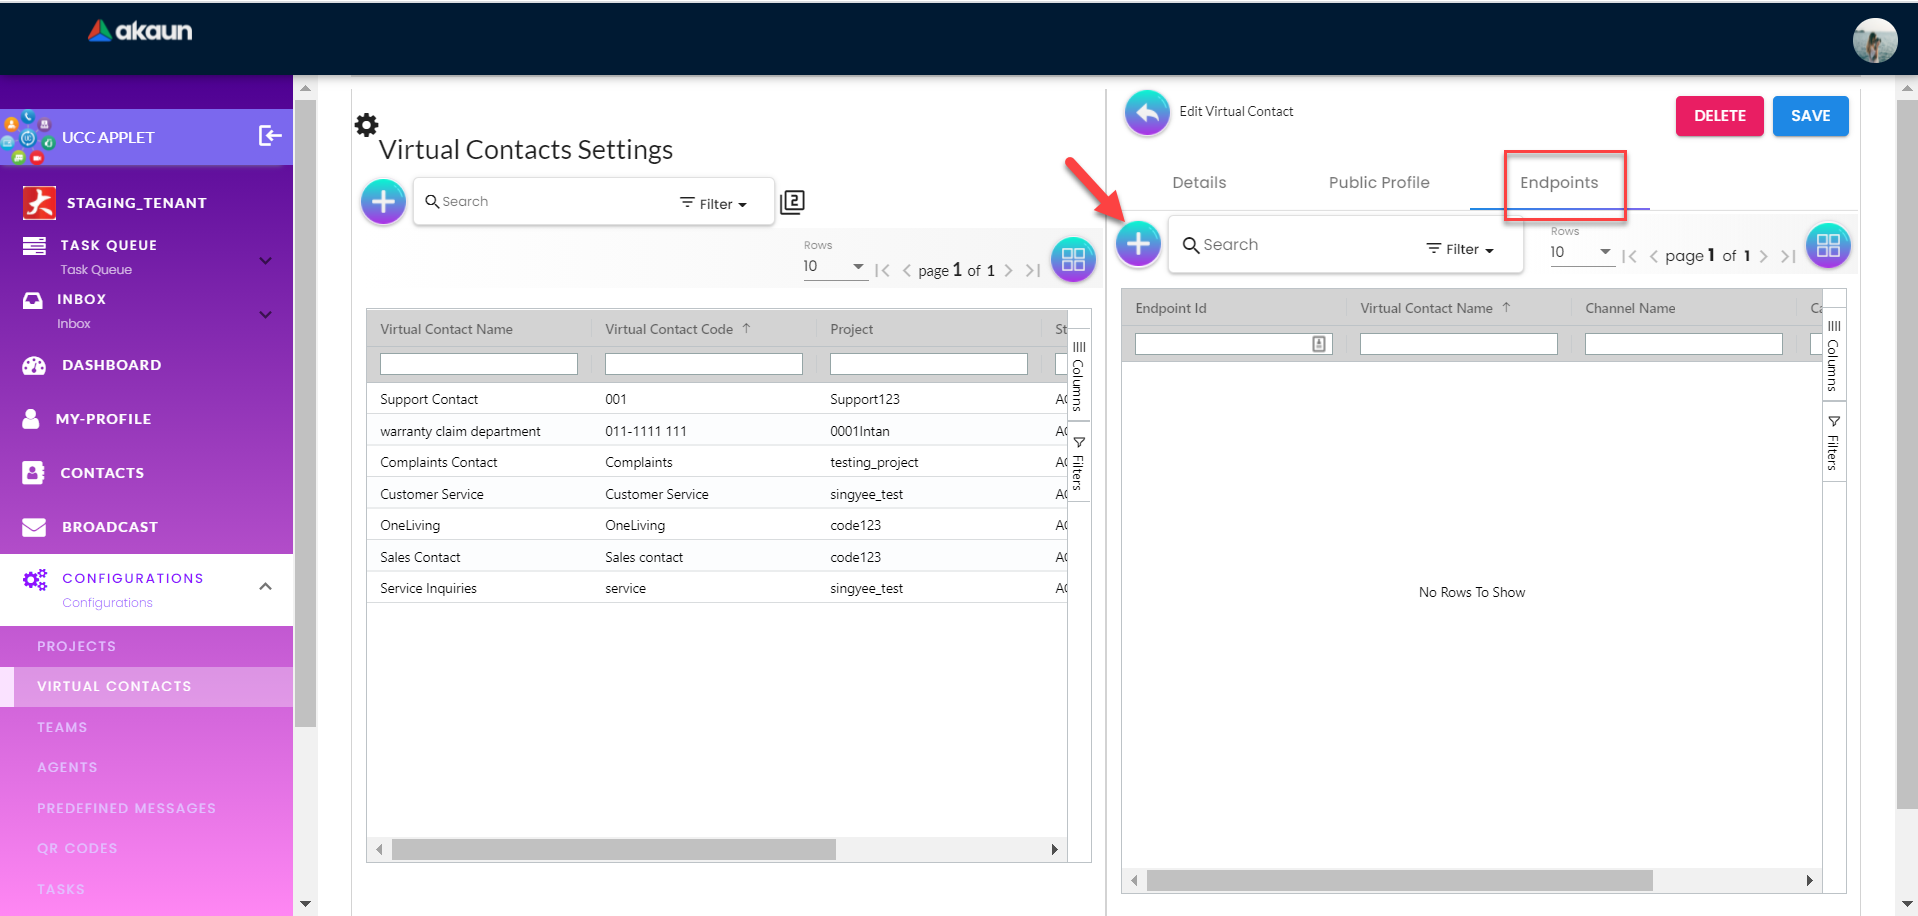 akaun
UCC APPLET
STAGING_TENANT
TASK QUEUE
Task Queue
INBOX
Inbox
DASHBOARD
MY-PROFILE
CONTACTS
BROADCAST
CONFIGURATIONS
Configurations
PROJECTS
VIRTUAL CONTACTS
TEAMS
AGENTS
PREDEFINED MESSAGES
QR CODES
TASKS
Virtual Contacts Settings
Search
Filter
2
Rows
10
page 1 of 1
Virtual Contact Name Virtual Contact Code Project St
Support Contact 001 Support123
warranty claim department 011-1111 111 0001Intan
Complaints Contact Complaints testing_project
Customer Service Customer Service singyee_test
OneLiving OneLiving code123
Sales Contact Sales contact code123
Service Inquiries service singyee_test
Columns
Filters
Edit Virtual Contact
DELETE
SAVE
Details Public Profile Endpoints
Search
Filter
Rows
10
page 1 of 1
Endpoint Id Virtual Contact Name Channel Name
No Rows To Show
Columns
Filters